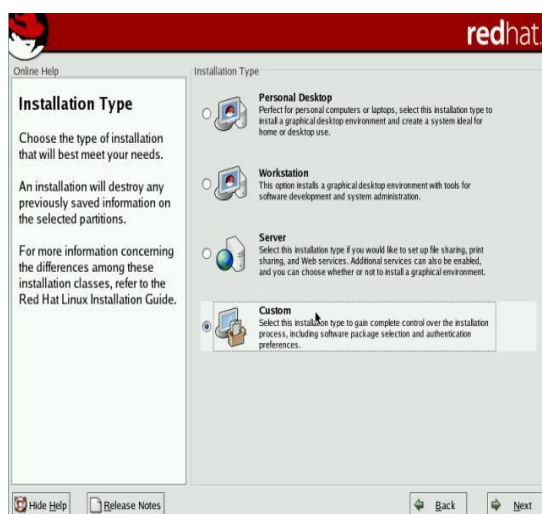 redhat.
Online Help
Installation Type
Choose the type of installation
that will best meet your needs.
An installation will destroy any
previously saved information on
the selected partitions.
For more information concerning
the differences among these
installation classes, refer to the
Red Hat Linux Installation Guide.
Installation Type
Personal Desktop
Perfect for personal computers or laptops, select this installation type to
install a graphical desktop environment and create a system ideal for
home or desktop use.
Workstation
This option installs a graphical desktop environment with tools for
software development and system administration.
Server
Select this installation type if you would like to set up file sharing, print
sharing, and Web services. Additional services can also be enabled,
and you can choose whether or not to install a graphical environment.
Custom
Select this installation type to gain complete control over the installation
process, including software package selection and authentication
preferences.
Hide Help
Release Notes
Back
Next